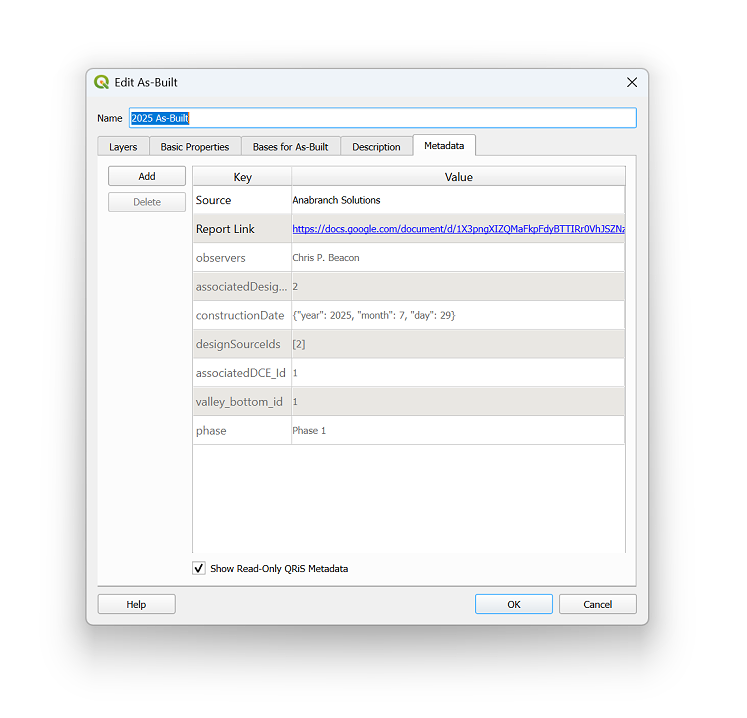 Edit As-Built
Name 2025 As-Built
Layers Basic Properties Bases for As-Built Description Metadata
Add
Delete
Key Value
Source Anabranch Solutions
Report Link https://docs.google.com/document/d/1X3pngXIZQMaFkpFdyBTTIRr0VhJSZNz
observers Chris P. Beacon
associatedDesig... 2
constructionDate {"year": 2025, "month": 7, "day": 29}
designSourceIds [2]
associatedDCE_Id 1
valley_bottom_id 1
phase Phase 1
Show Read-Only QRiS Metadata
Help OK Cancel